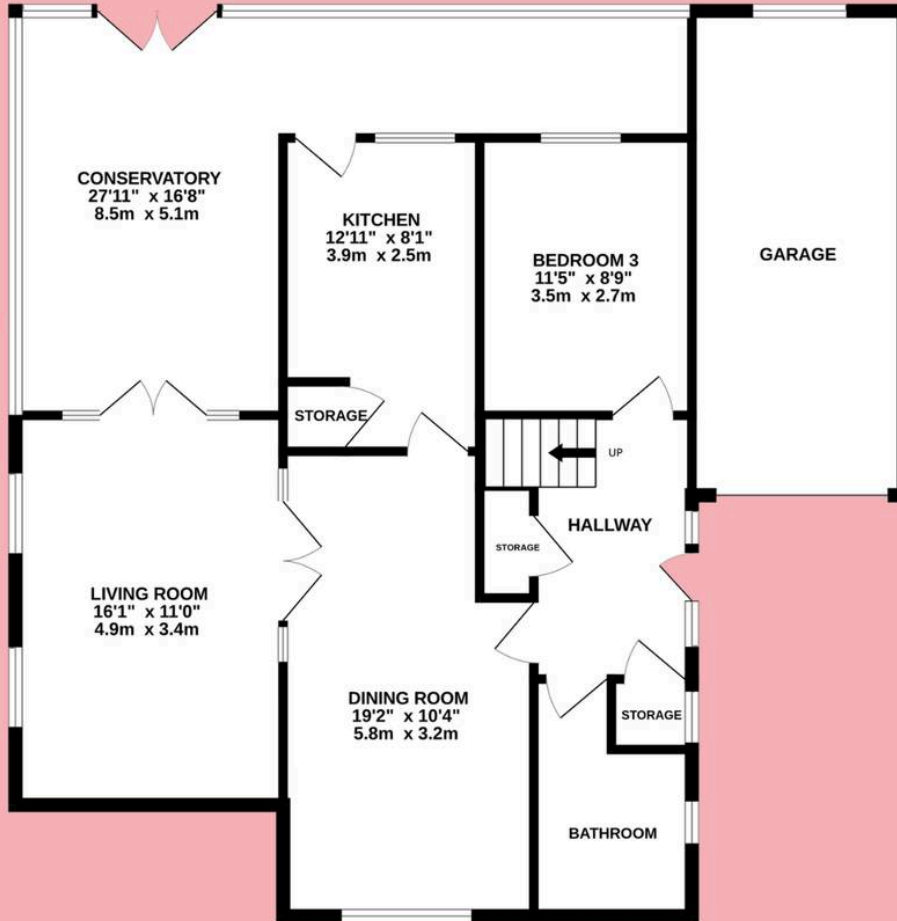 CONSERVATORY
27'11" x 16'8"
8.5m x 5.1m
KITCHEN
12'11" x 8'1"
3.9m x 2.5m
BEDROOM 3
11'5" x 8'9"
3.5m x 2.7m
GARAGE
STORAGE
UP
HALLWAY
STORAGE
LIVING ROOM
16'1" x 11'0"
4.9m x 3.4m
DINING ROOM
19'2" x 10'4"
5.8m x 3.2m
STORAGE
BATHROOM